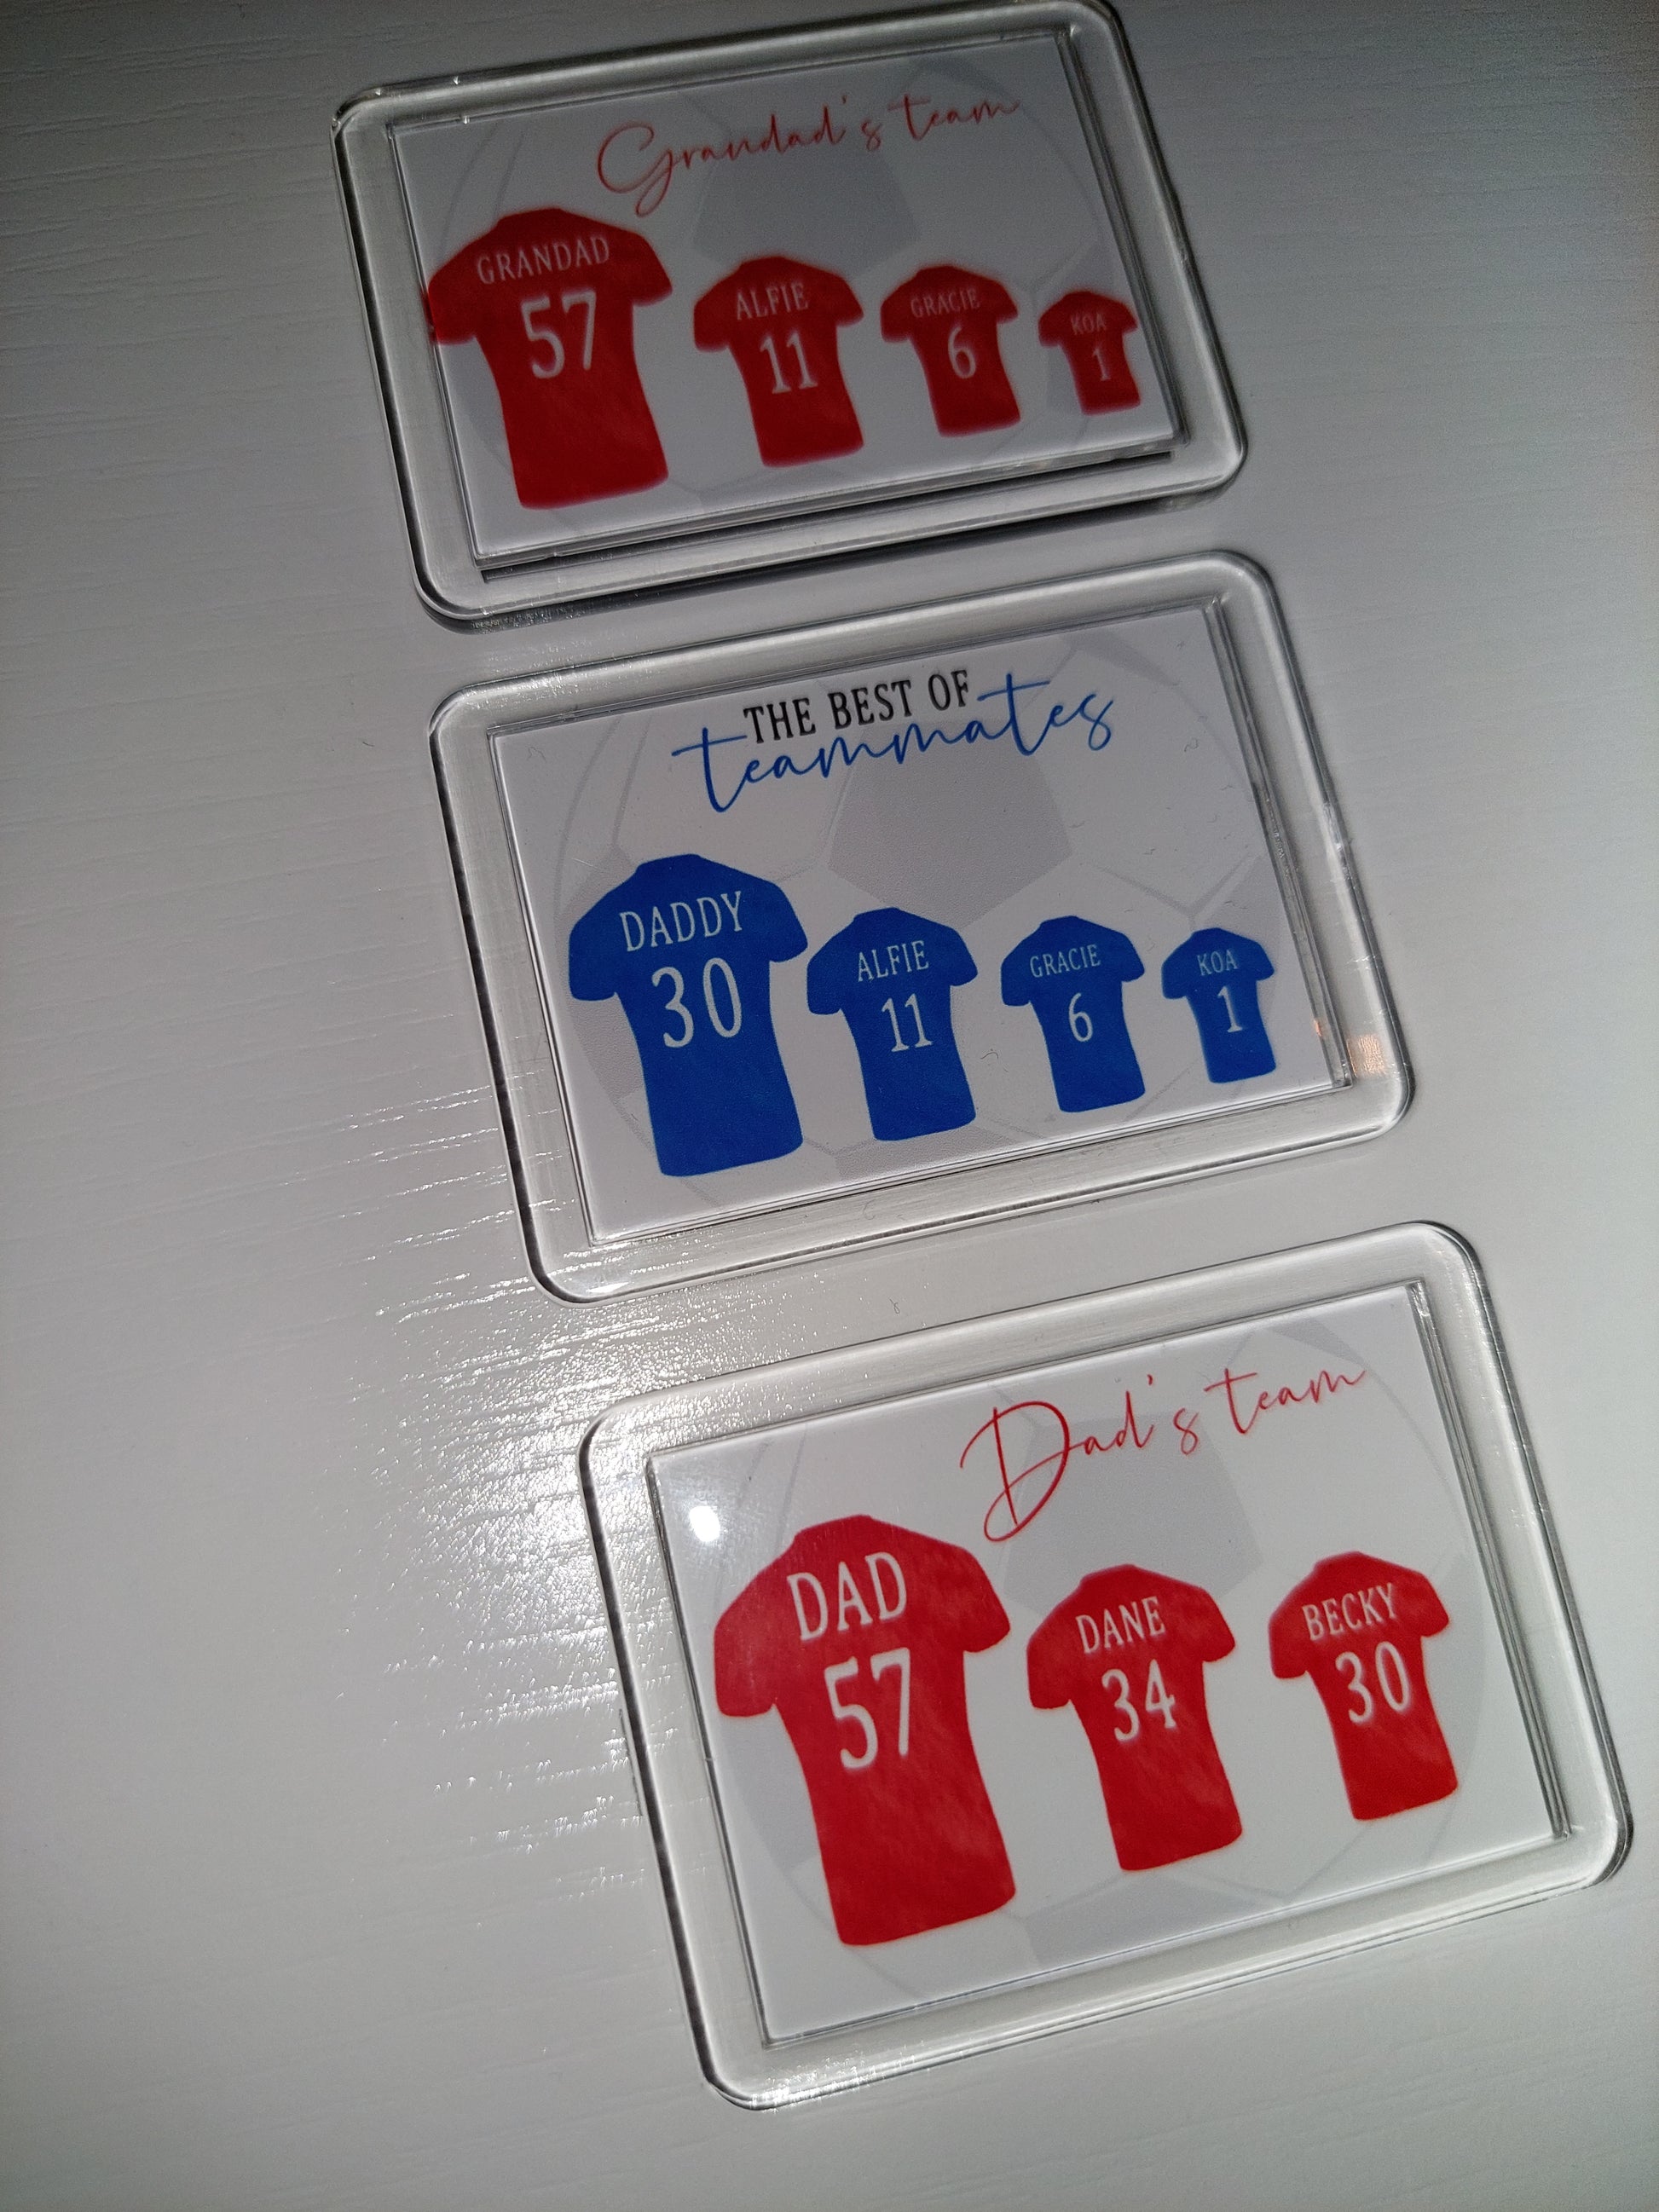 Grandad's team
GRANDAD
57
ALFIE
11
GRACIE
6
KOA
1
THE BEST OF
teammates
DADDY
30
ALFIE
11
GRACIE
6
KOA
1
Dad's team
DAD
57
DANE
34
BECKY
30